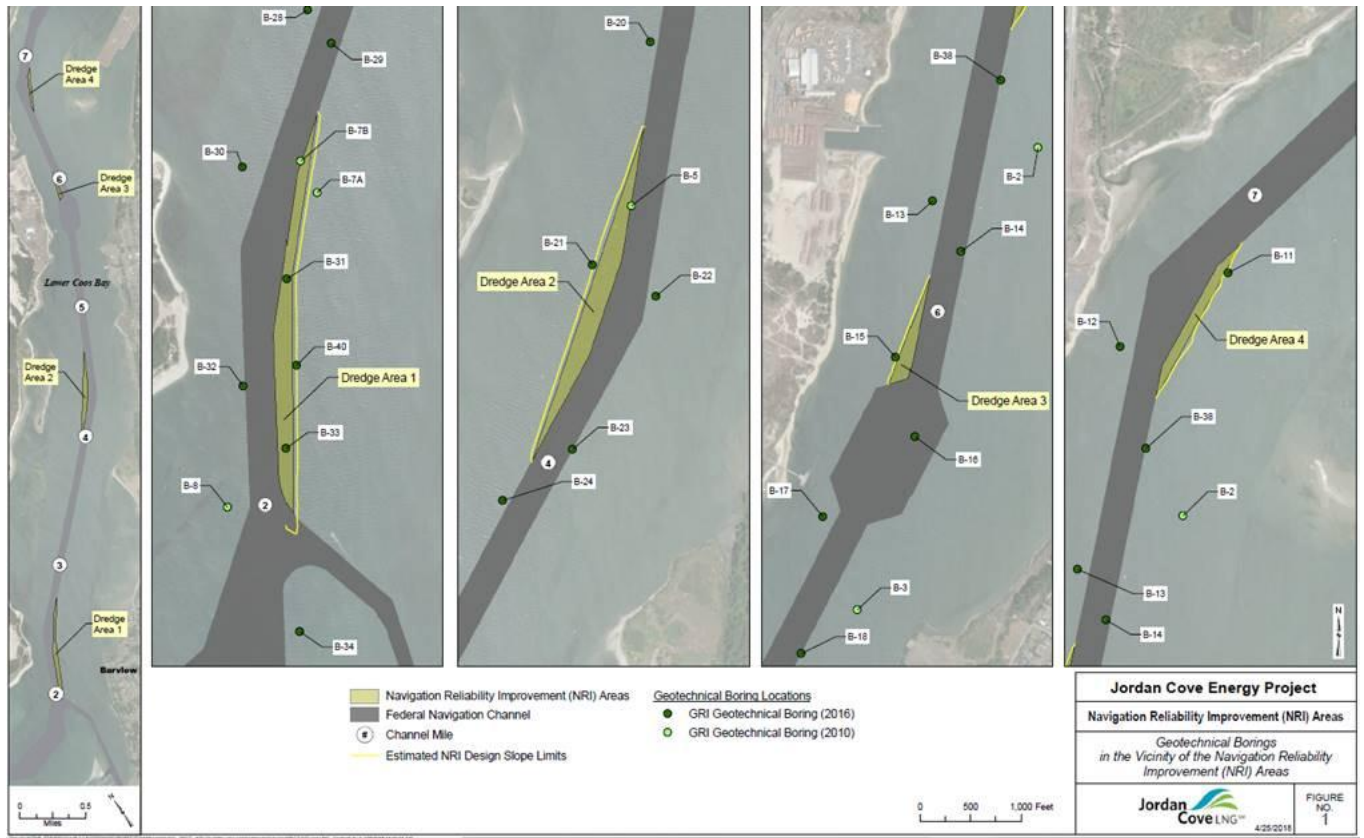 7
Dredge
Area 4
6
Dredge
Area 3
Lower Coos Bay
5
Dredge
Area 2
4
3
Dredge
Area 1
Barview
2
0
0.5
Miles
N
B-28
B-29
B-7B
B-30
B-7A
B-31
B-40
B-32
Dredge Area 1
B-33
B-8
2
B-34
B-20
B-5
B-21
Dredge Area 2
B-22
B-23
4
B-24
B-38
B-2
B-13
B-14
6
B-15
Dredge Area 3
B-16
B-17
B-3
B-18
7
B-11
B-12
Dredge Area 4
B-38
B-2
B-13
B-14
N
Navigation Reliability Improvement (NRI) Areas
Federal Navigation Channel
# Channel Mile
Estimated NRI Design Slope Limits
Geotechnical Boring Locations
GRI Geotechnical Boring (2016)
GRI Geotechnical Boring (2010)
0 500 1,000 Feet
Jordan Cove Energy Project
Navigation Reliability Improvement (NRI) Areas
Geotechnical Borings
in the Vicinity of the Navigation Reliability
Improvement (NRI) Areas
Jordan
Cove LNG
4/25/2018
FIGURE
NO.
1